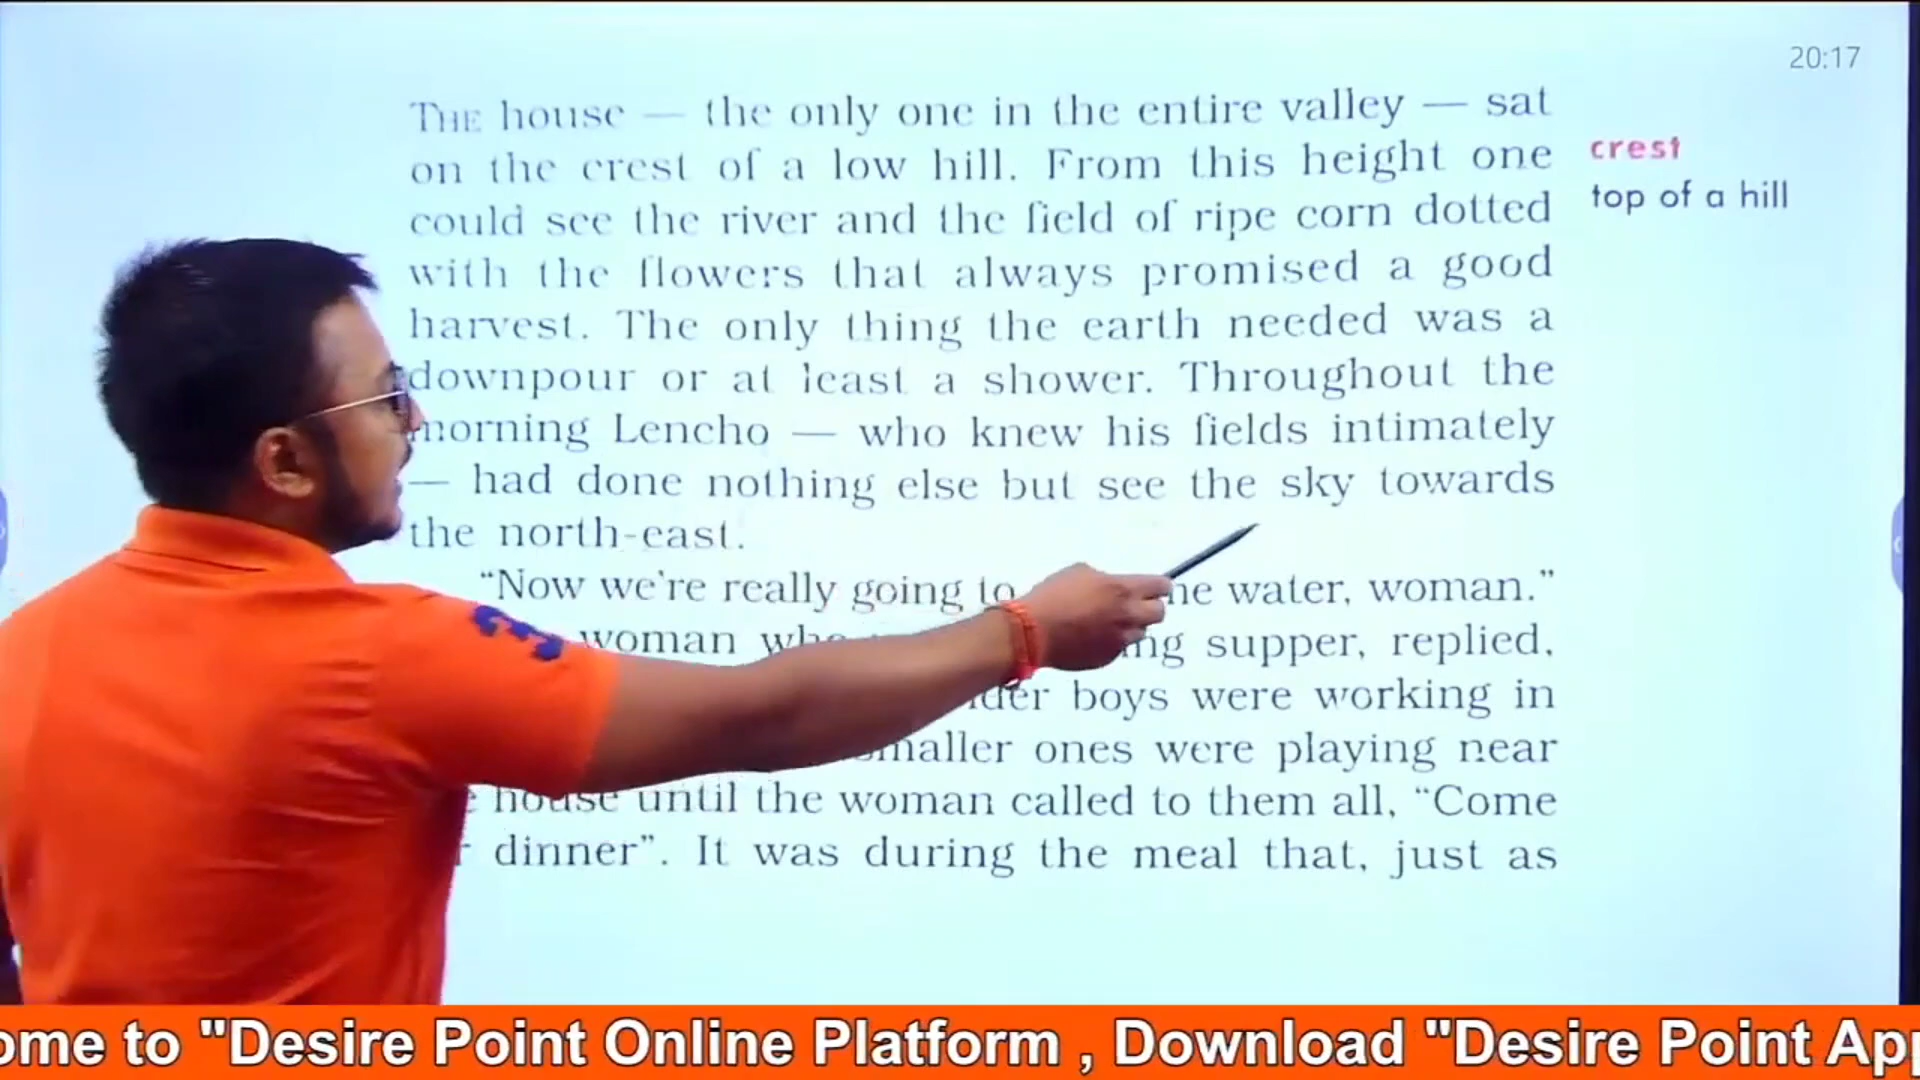 20:17
THE house — the only one in the entire valley — sat
on the crest of a low hill. From this height one
could see the river and the field of ripe corn dotted
with the flowers that always promised a good
harvest. The only thing the earth needed was a
downpour or at least a shower. Throughout the
morning Lencho — who knew his fields intimately
— had done nothing else but see the sky towards
the north-east.
crest
top of a hill
“Now we're really going to water, woman.”
woman supper, replied,
boys were working in
smaller ones were playing near
house until the woman called to them all, “Come
dinner”. It was during the meal that, just as
to "Desire Point Online Platform , Download "Desire Point